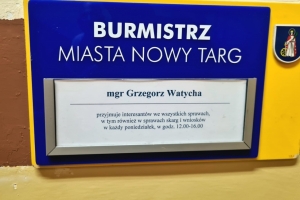 BURMISTRZ
MIASTA NOWY TARG
mgr Grzegorz Watycha
przyjmuje interesantów we wszystkich sprawach,
w tym również w sprawach skarg i wniosków
w każdy poniedziałek, w godz. 12.00-16.00